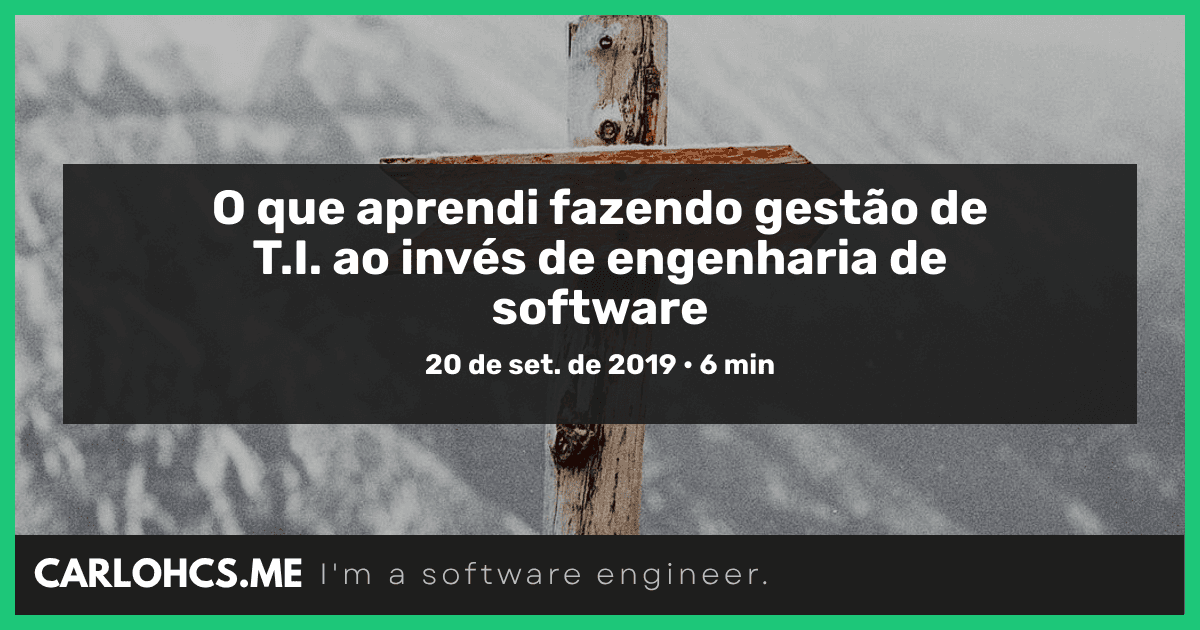 O que aprendi fazendo gestão de
T.I. ao invés de engenharia de
software
20 de set. de 2019 • 6 min
CARLOHCS.ME I'm a software engineer.